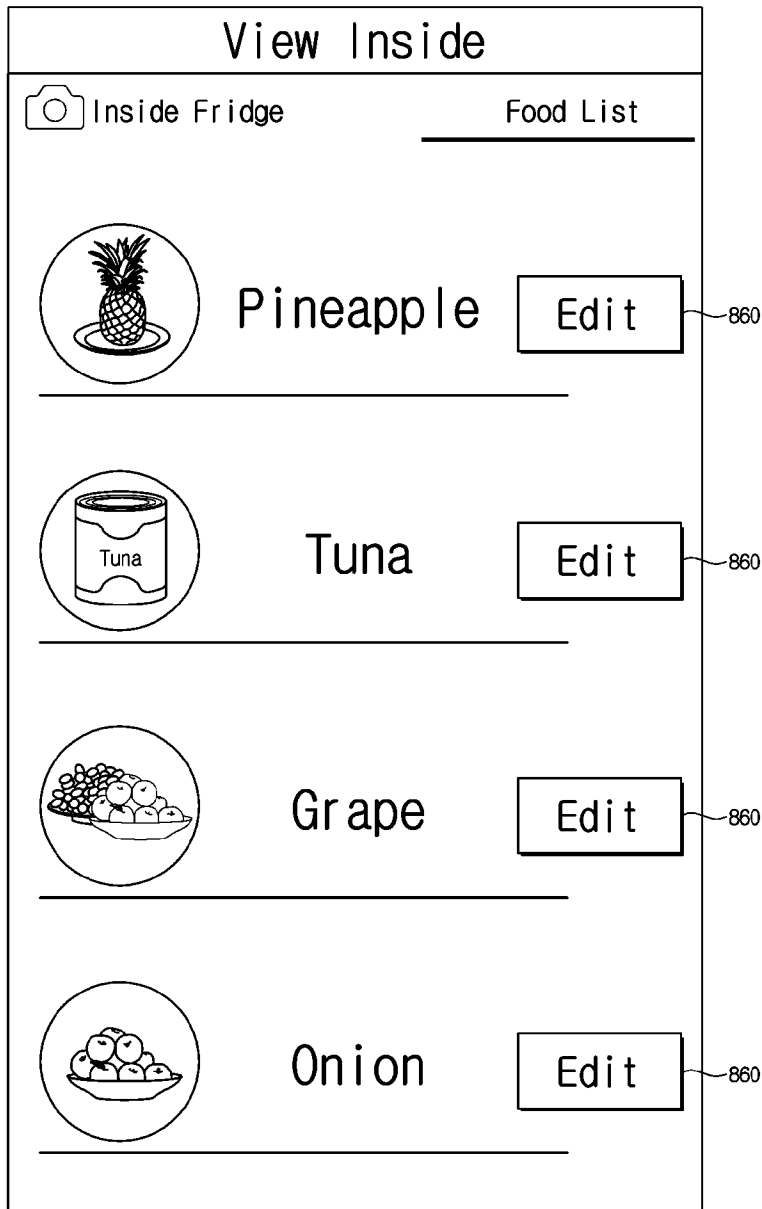 View Inside
Inside Fridge Food List
Pineapple Edit 860
Tuna Tuna Edit 860
Grape Edit 860
Onion Edit 860